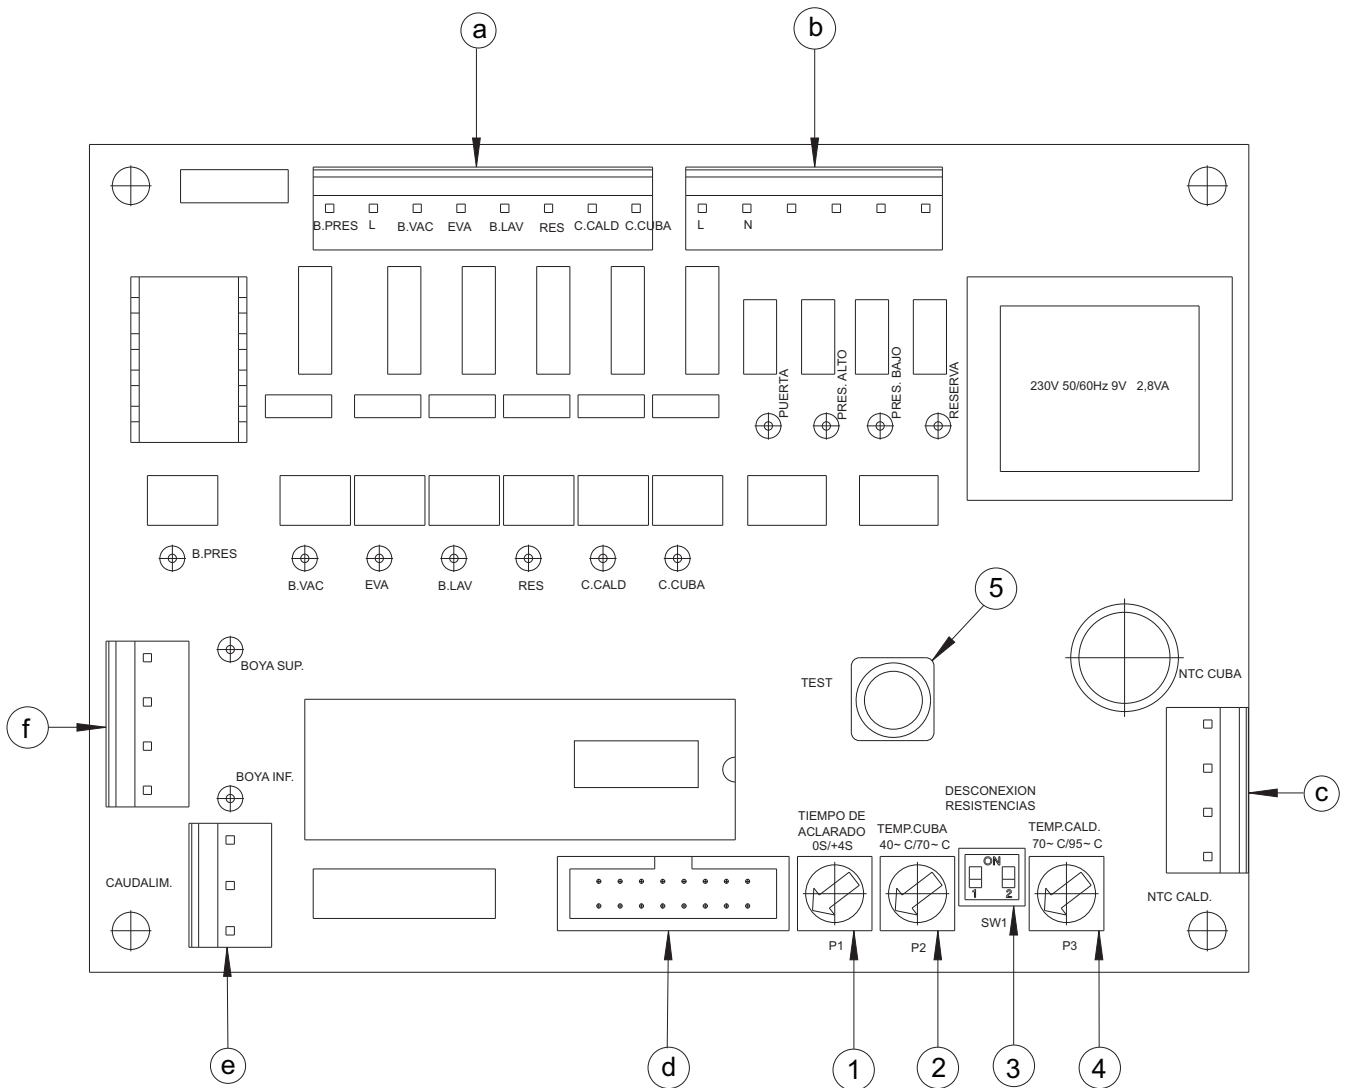 a
b
B.PRES L B.VAC EVA B.LAV RES C.CALD C.CUBA
L N
PUERTA
PRES. ALTO
PRES. BAJO
RESERVA
230V 50/60Hz 9V 2,8VA
B.PRES
B.VAC
EVA
B.LAV
RES
C.CALD
C.CUBA
5
BOYA SUP.
TEST
NTC CUBA
f
BOYA INF.
c
DESCONEXION
RESISTENCIAS
TIEMPO DE
ACLARADO
0S/+4S
TEMP.CUBA
40~ C/70~ C
TEMP.CALD.
70~ C/95~ C
ON
1 2
CAUDALIM.
NTC CALD.
P1
P2
SW1
P3
e
d
1
2
3
4